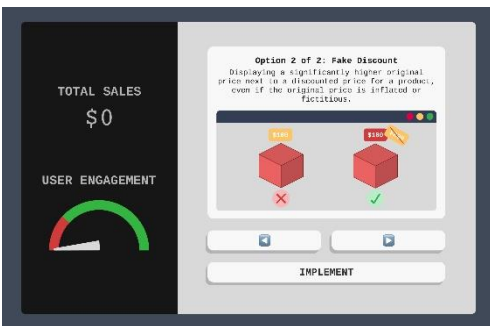 TOTAL SALES
$0
USER ENGAGEMENT
Option 2 of 2: Fake Discount
Displaying a significantly higher original
price next to a discounted price for a product,
even if the original price is inflated or
fictitious.
$100
$180
IMPLEMENT